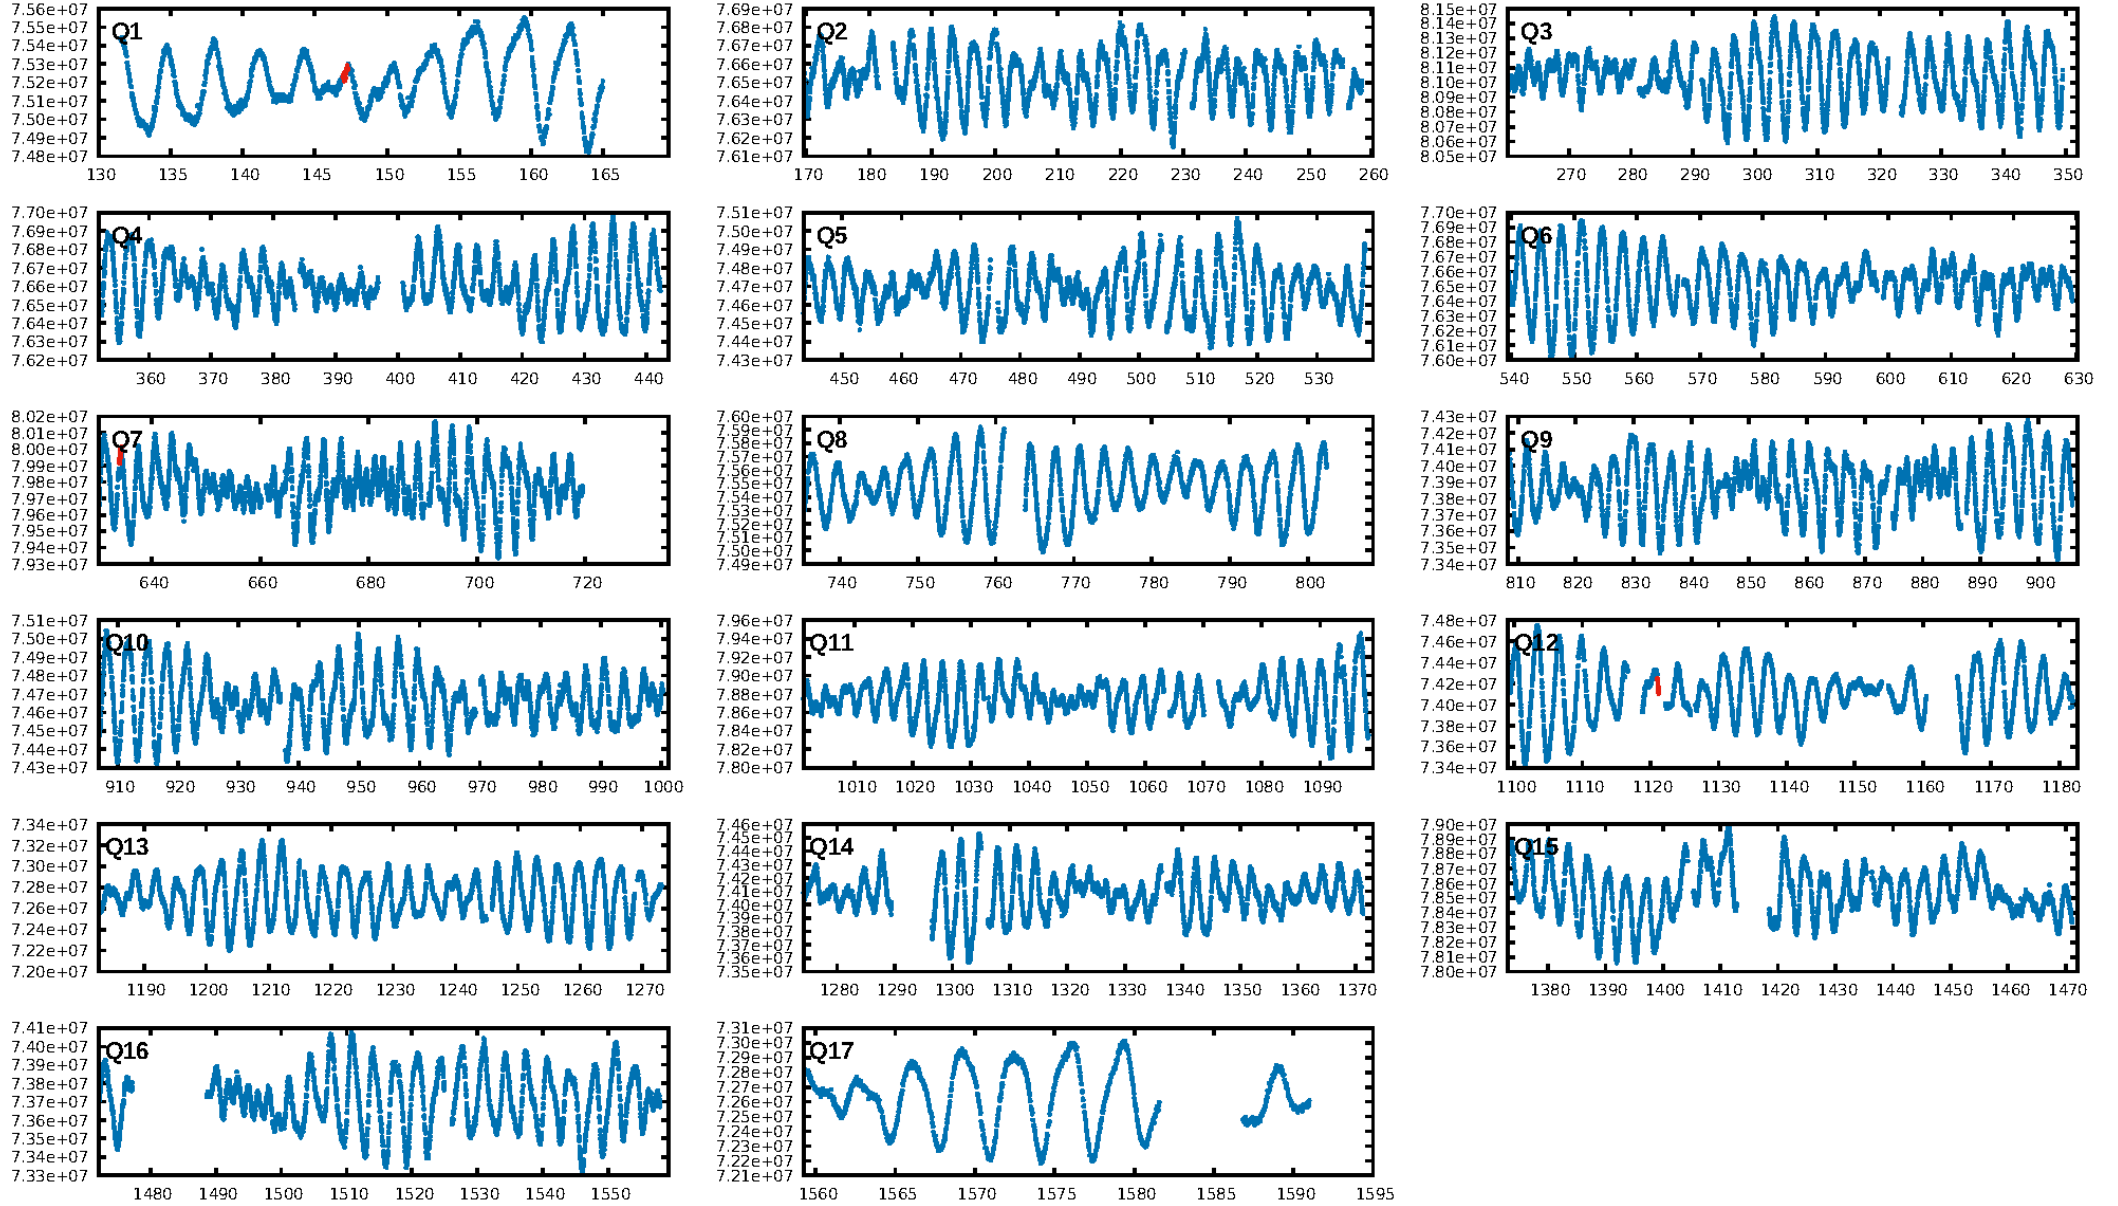 7.56e+07 7.55e+07 7.54e+07 7.53e+07 7.52e+07 7.51e+07 7.50e+07 7.49e+07 7.48e+07
Q1
130 135 140 145 150 155 160 165
7.69e+07 7.68e+07 7.67e+07 7.66e+07 7.65e+07 7.64e+07 7.63e+07 7.62e+07 7.61e+07
Q2
170 180 190 200 210 220 230 240 250 260
8.15e+07 8.14e+07 8.13e+07 8.12e+07 8.11e+07 8.10e+07 8.09e+07 8.08e+07 8.07e+07 8.06e+07 8.05e+07
Q3
270 280 290 300 310 320 330 340 350
7.70e+07 7.69e+07 7.68e+07 7.67e+07 7.66e+07 7.65e+07 7.64e+07 7.63e+07 7.62e+07
Q4
360 370 380 390 400 410 420 430 440
7.51e+07 7.50e+07 7.49e+07 7.48e+07 7.47e+07 7.46e+07 7.45e+07 7.44e+07 7.43e+07
Q5
450 460 470 480 490 500 510 520 530
7.70e+07 7.69e+07 7.68e+07 7.67e+07 7.66e+07 7.65e+07 7.64e+07 7.63e+07 7.62e+07 7.61e+07 7.60e+07
Q6
540 550 560 570 580 590 600 610 620 630
8.02e+07 8.01e+07 8.00e+07 7.99e+07 7.98e+07 7.97e+07 7.96e+07 7.95e+07 7.94e+07 7.93e+07
Q7
640 660 680 700 720
7.60e+07 7.59e+07 7.58e+07 7.57e+07 7.56e+07 7.55e+07 7.54e+07 7.53e+07 7.52e+07 7.51e+07 7.50e+07 7.49e+07
Q8
740 750 760 770 780 790 800
7.43e+07 7.42e+07 7.41e+07 7.40e+07 7.39e+07 7.38e+07 7.37e+07 7.36e+07 7.35e+07 7.34e+07
Q9
810 820 830 840 850 860 870 880 890 900
7.51e+07 7.50e+07 7.49e+07 7.48e+07 7.47e+07 7.46e+07 7.45e+07 7.44e+07 7.43e+07
Q10
910 920 930 940 950 960 970 980 990 1000
7.96e+07 7.94e+07 7.92e+07 7.90e+07 7.88e+07 7.86e+07 7.84e+07 7.82e+07 7.80e+07
Q11
1010 1020 1030 1040 1050 1060 1070 1080 1090
7.48e+07 7.46e+07 7.44e+07 7.42e+07 7.40e+07 7.38e+07 7.36e+07 7.34e+07
Q12
1100 1110 1120 1130 1140 1150 1160 1170 1180
7.34e+07 7.32e+07 7.30e+07 7.28e+07 7.26e+07 7.24e+07 7.22e+07 7.20e+07
Q13
1190 1200 1210 1220 1230 1240 1250 1260 1270
7.46e+07 7.45e+07 7.44e+07 7.43e+07 7.42e+07 7.41e+07 7.40e+07 7.39e+07 7.38e+07 7.37e+07 7.36e+07 7.35e+07
Q14
1280 1290 1300 1310 1320 1330 1340 1350 1360 1370
7.90e+07 7.89e+07 7.88e+07 7.87e+07 7.86e+07 7.85e+07 7.84e+07 7.83e+07 7.82e+07 7.81e+07 7.80e+07
Q15
1380 1390 1400 1410 1420 1430 1440 1450 1460 1470
7.41e+07 7.40e+07 7.39e+07 7.38e+07 7.37e+07 7.36e+07 7.35e+07 7.34e+07 7.33e+07
Q16
1480 1490 1500 1510 1520 1530 1540 1550
7.31e+07 7.30e+07 7.29e+07 7.28e+07 7.27e+07 7.26e+07 7.25e+07 7.24e+07 7.23e+07 7.22e+07 7.21e+07
Q17
1560 1565 1570 1575 1580 1585 1590 1595